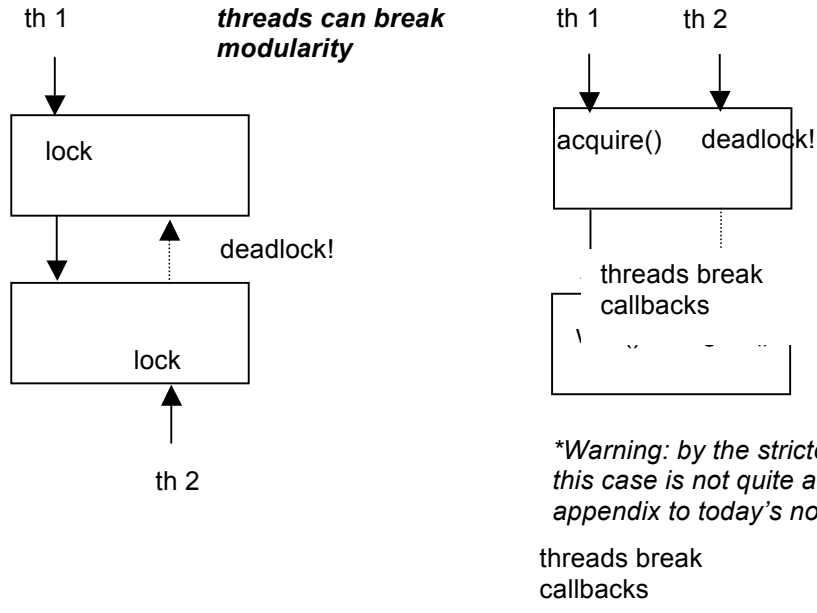 th 1
threads can break
modularity
lock
deadlock!
lock
th 2
th 1 th 2
acquire() deadlock!
threads break
callbacks
*Warning: by the stricte
this case is not quite a
appendix to today's no
threads break
callbacks